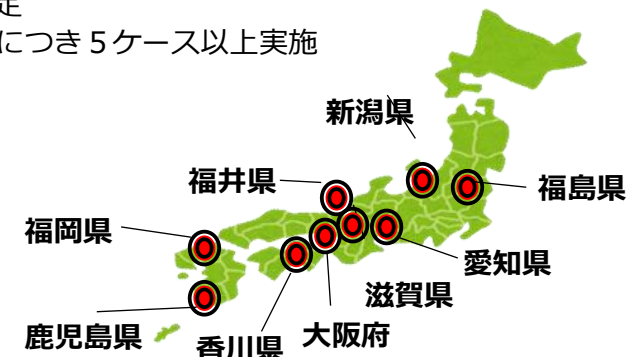 定
につき５ケース以上実施
新潟県
福井県
福島県
福岡県
愛知県
滋賀県
鹿児島県
香川県
大阪府